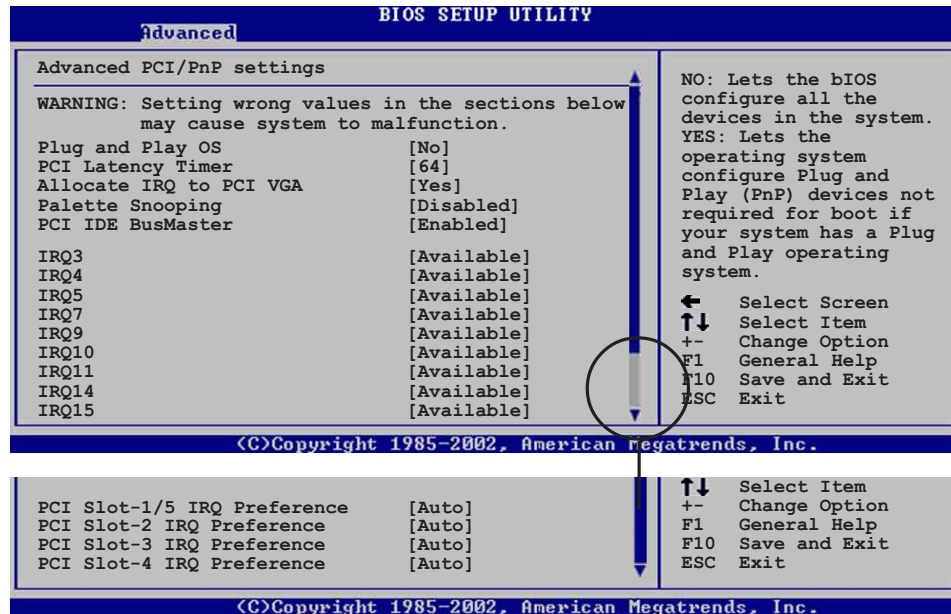 BIOS SETUP UTILITY
Advanced
Advanced PCI/PnP settings
WARNING: Setting wrong values in the sections below
may cause system to malfunction.
Plug and Play OS [No]
PCI Latency Timer [64]
Allocate IRQ to PCI VGA [Yes]
Palette Snooping [Disabled]
PCI IDE BusMaster [Enabled]
IRQ3 [Available]
IRQ4 [Available]
IRQ5 [Available]
IRQ7 [Available]
IRQ9 [Available]
IRQ10 [Available]
IRQ11 [Available]
IRQ14 [Available]
IRQ15 [Available]
NO: Lets the bIOS
configure all the
devices in the system.
YES: Lets the
operating system
configure Plug and
Play (PnP) devices not
required for boot if
your system has a Plug
and Play operating
system.
← Select Screen
↑↓ Select Item
+- Change Option
F1 General Help
F10 Save and Exit
ESC Exit
(C)Copyright 1985-2002, American Megatrends, Inc.
PCI Slot-1/5 IRQ Preference [Auto]
PCI Slot-2 IRQ Preference [Auto]
PCI Slot-3 IRQ Preference [Auto]
PCI Slot-4 IRQ Preference [Auto]
↑↓ Select Item
+- Change Option
F1 General Help
F10 Save and Exit
ESC Exit
(C)Copyright 1985-2002, American Megatrends, Inc.